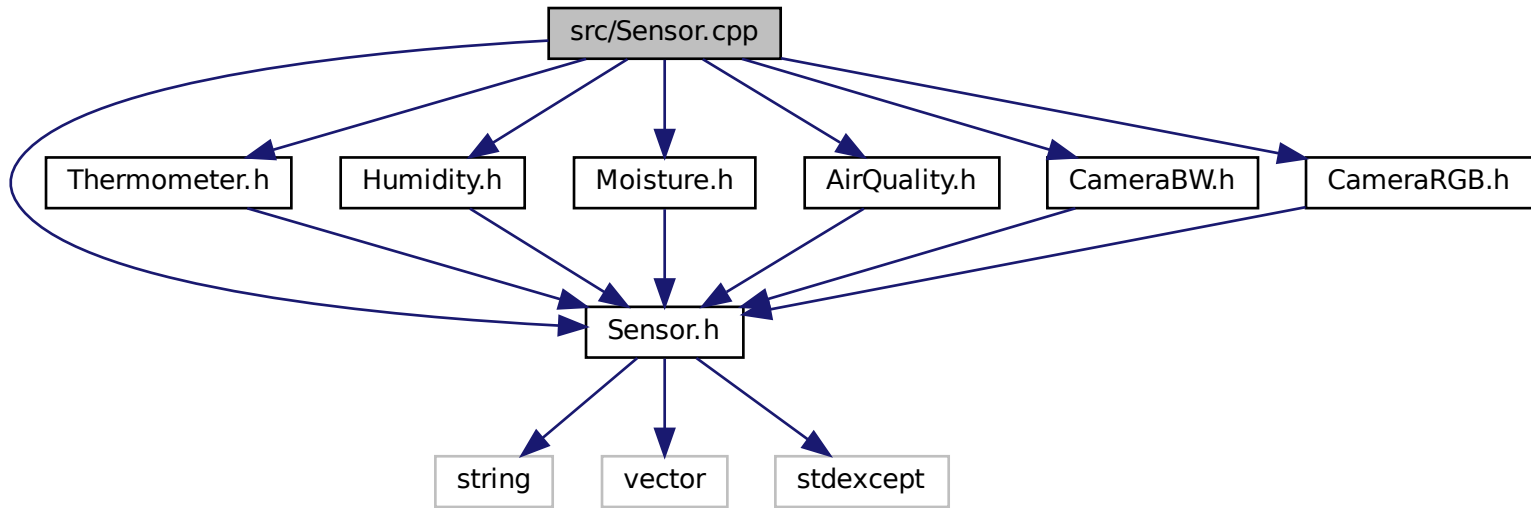 src/Sensor.cpp
Thermometer.h
Humidity.h
Moisture.h
AirQuality.h
CameraBW.h
CameraRGB.h
Sensor.h
string
vector
stdexcept